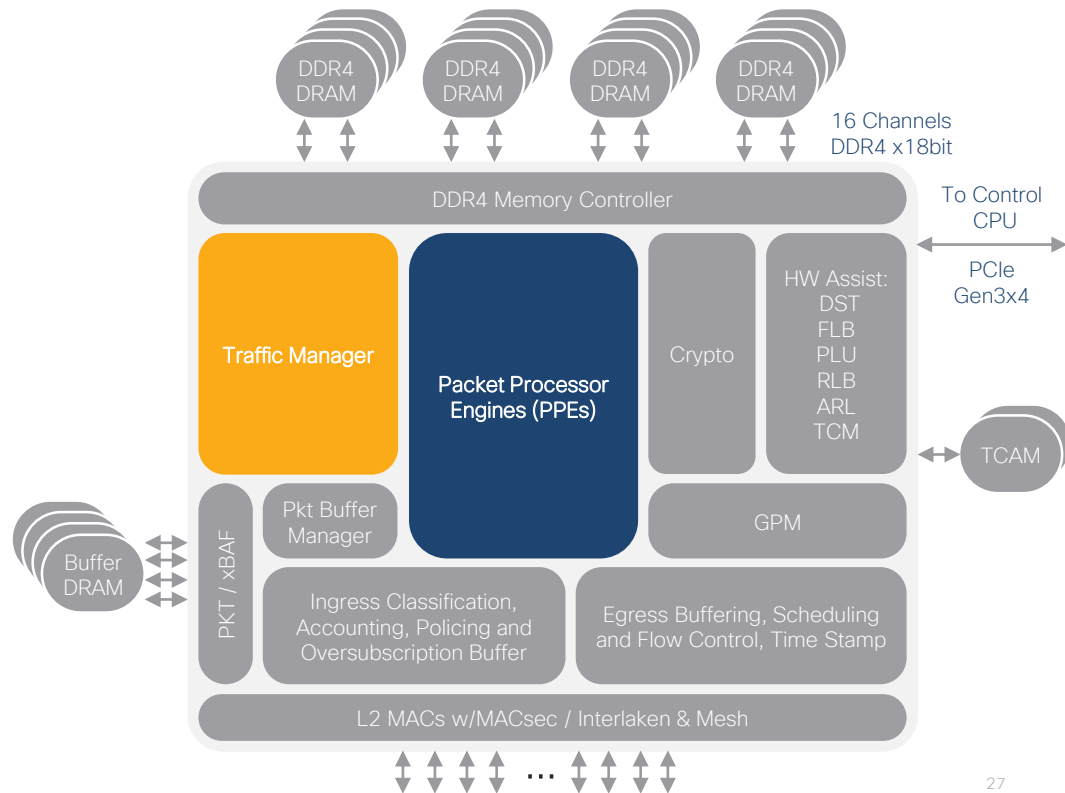 DDR4
DRAM
DDR4
DRAM
DDR4
DRAM
DDR4
DRAM
16 Channels
DDR4 x18bit
DDR4 Memory Controller
To Control
CPU
PCIe
Gen3x4
Traffic Manager
Packet Processor
Engines (PPEs)
Crypto
HW Assist:
DST
FLB
PLU
RLB
ARL
TCM
TCAM
Buffer
DRAM
PKT / xBAF
Pkt Buffer
Manager
GPM
Ingress Classification,
Accounting, Policing and
Oversubscription Buffer
Egress Buffering, Scheduling
and Flow Control, Time Stamp
L2 MACs w/MACsec / Interlaken & Mesh
...
27